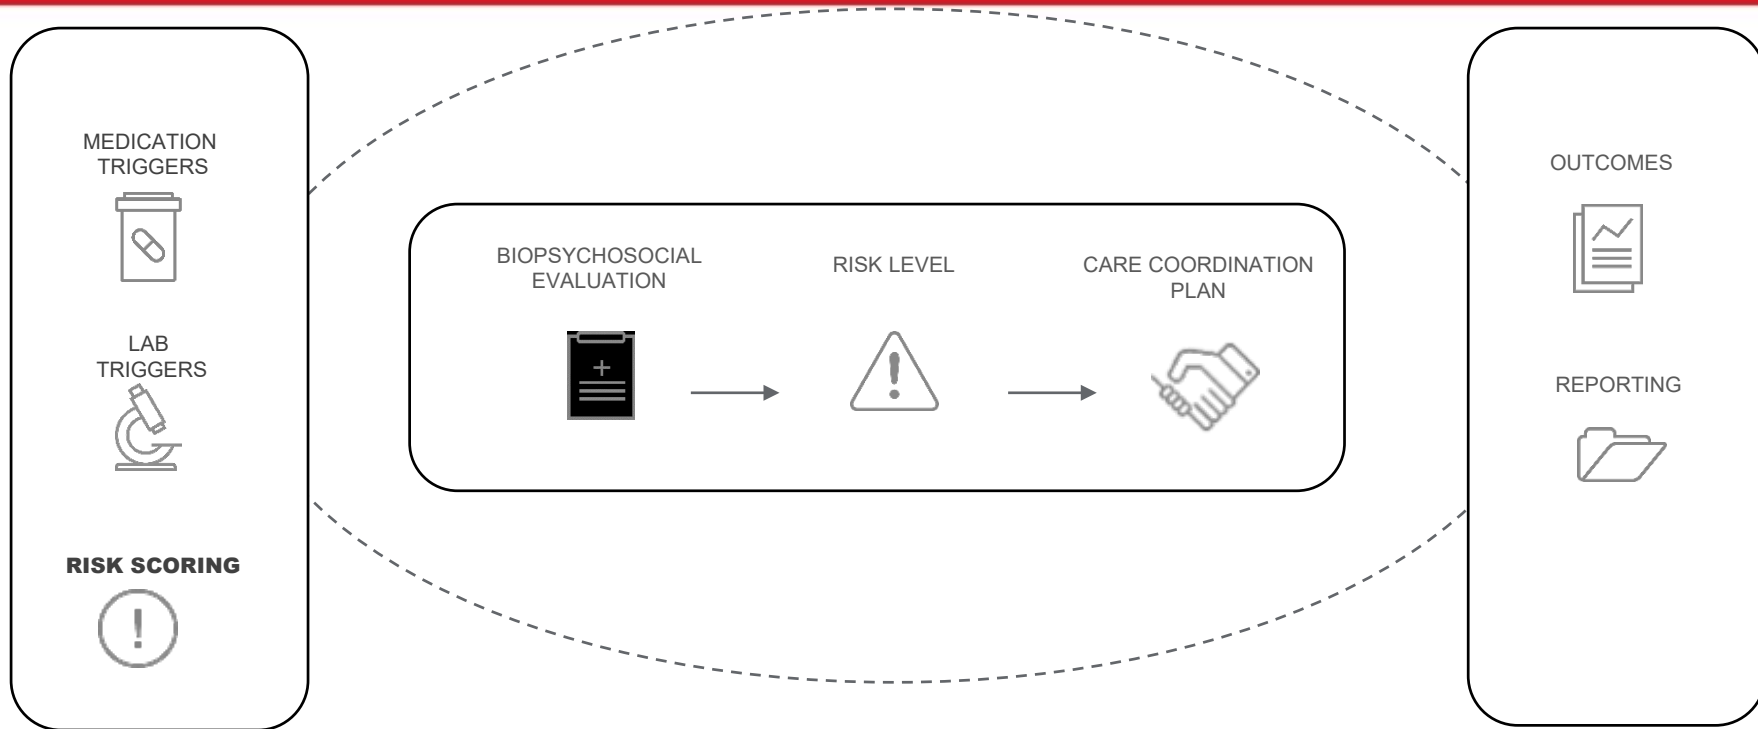 MEDICATION
TRIGGERS
LAB
TRIGGERS
RISK SCORING
BIOPSYCHOSOCIAL
EVALUATION
RISK LEVEL
CARE COORDINATION
PLAN
OUTCOMES
REPORTING